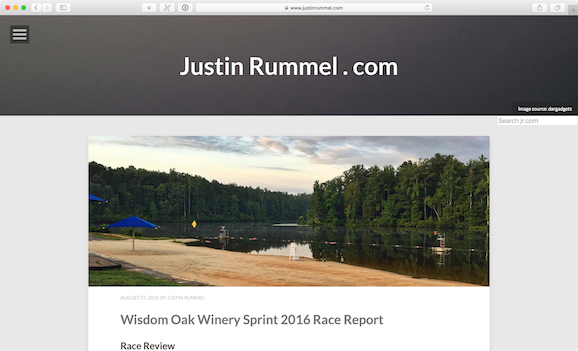 www.justinrummel.com
Justin Rummel . com
Image source: dargadgetz
Search jr.com
AUGUST 27, 2016 BY JUSTIN RUMMEL
Wisdom Oak Winery Sprint 2016 Race Report
Race Review